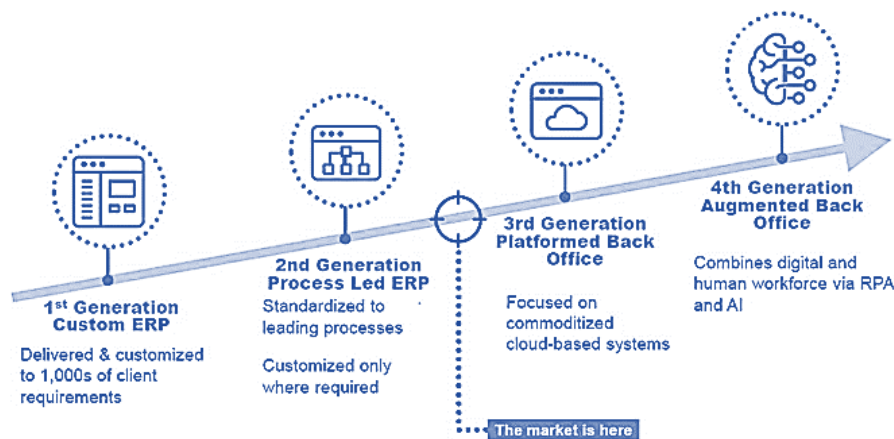 1st Generation
Custom ERP
Delivered & customized
to 1,000s of client
requirements
2nd Generation
Process Led ERP
Standardized to
leading processes
Customized only
where required
3rd Generation
Platformed Back
Office
Focused on
commoditized
cloud-based systems
4th Generation
Augmented Back
Office
Combines digital and
human workforce via RPA
and AI
The market is here